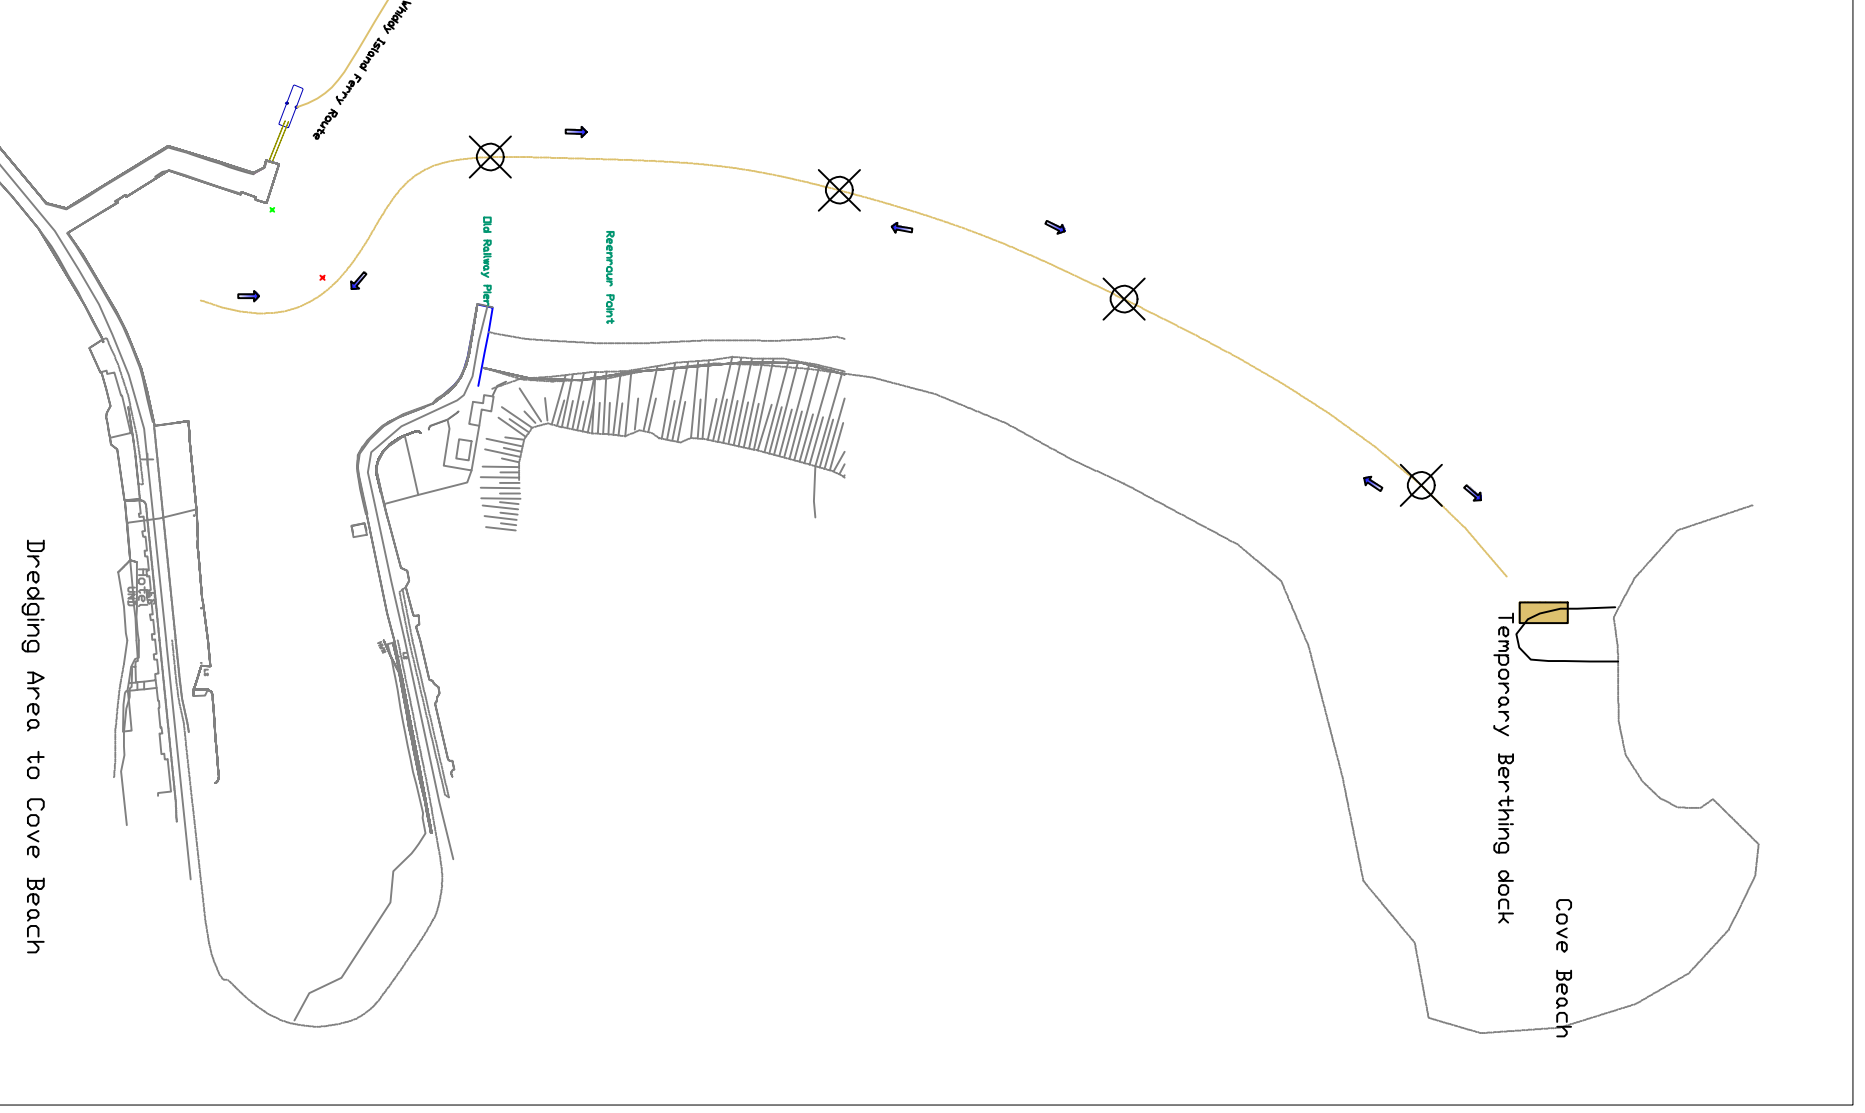 Whiddy Island Ferry Route
Old Railway Pier
Reenrour Point
Hotel
Temporary Berthing dock
Cove Beach
Dredging Area to Cove Beach